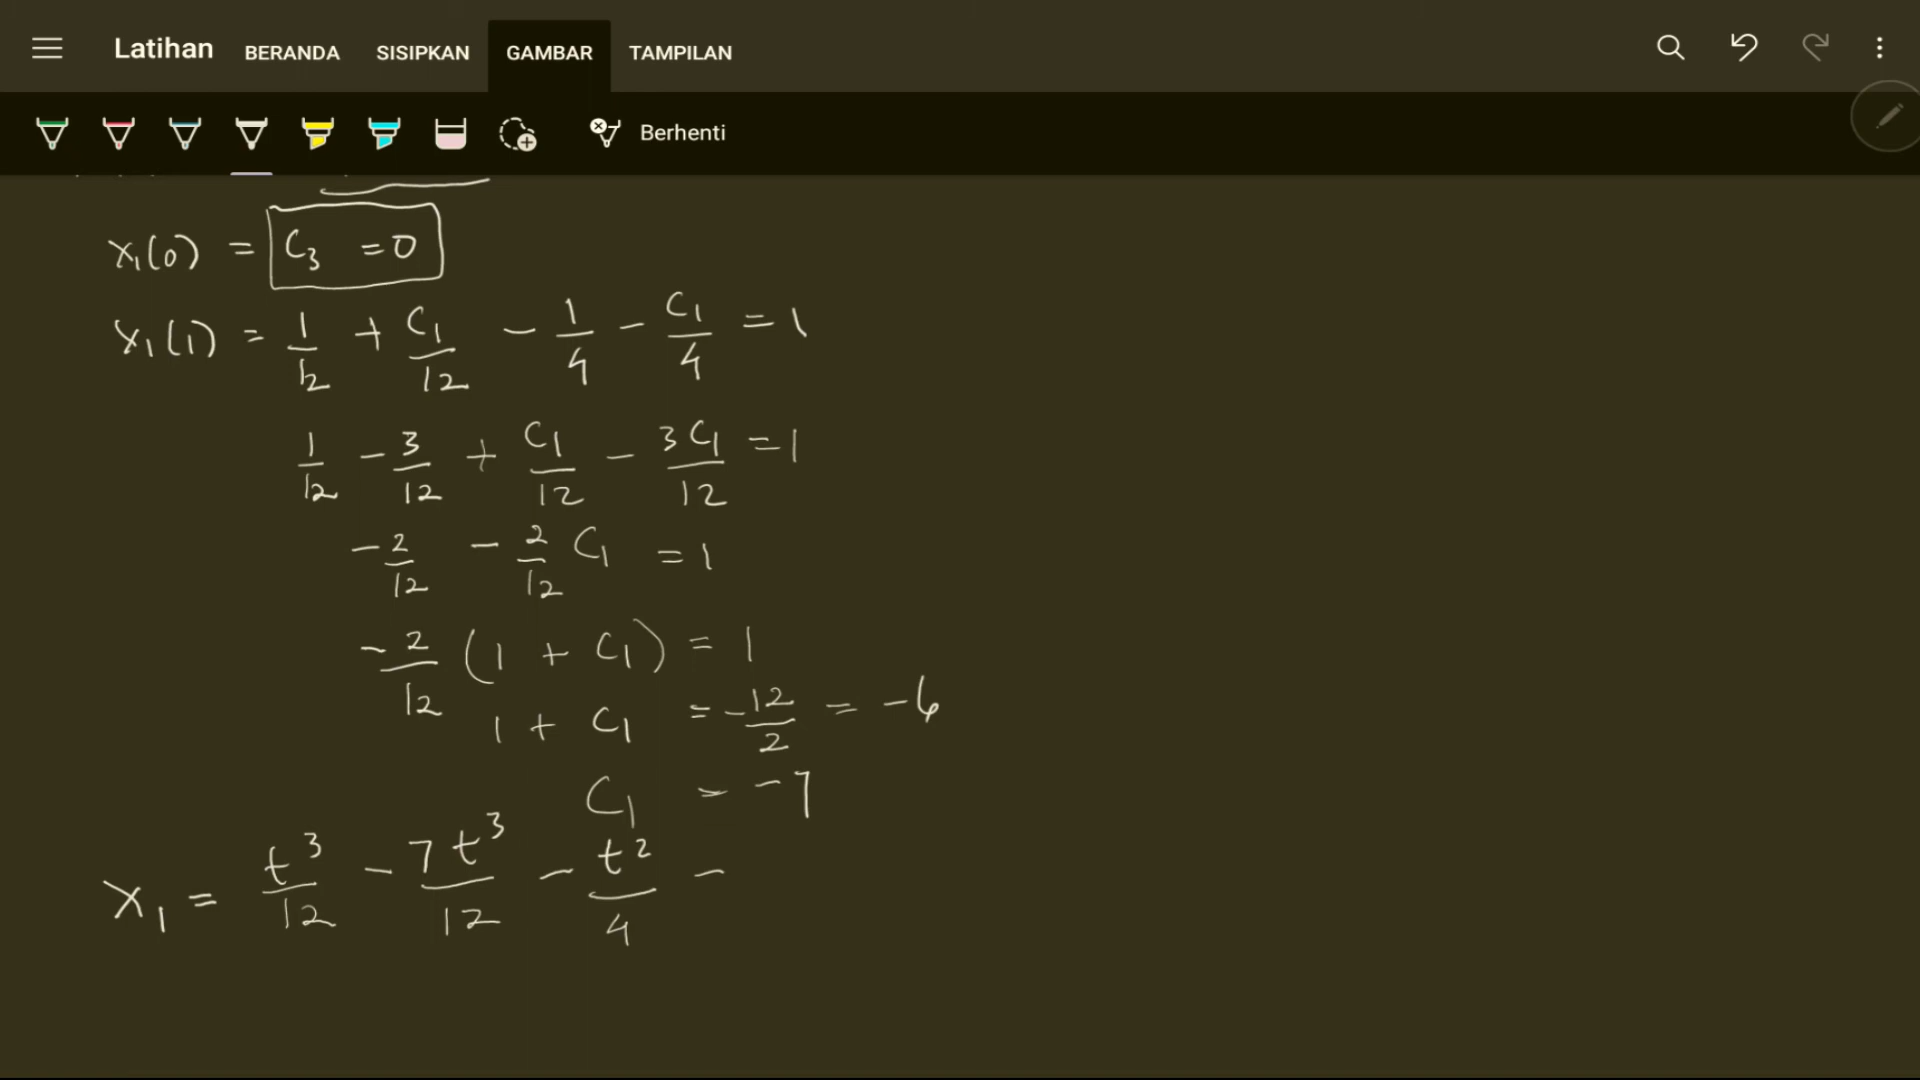 Latihan BERANDA SISIPKAN GAMBAR TAMPILAN
Berhenti
x₁(0) = C₃ = 0
x₁(1) = 1/12 + C₁/12 - 1/4 - C₁/4 = 1
1/12 - 3/12 + C₁/12 - 3C₁/12 = 1
-2/12 - 2/12 C₁ = 1
-2/12 (1 + C₁) = 1
1 + C₁ = -12/2 = -6
C₁ = -7
x₁ = t³/12 - 7t³/12 - t²/4 -